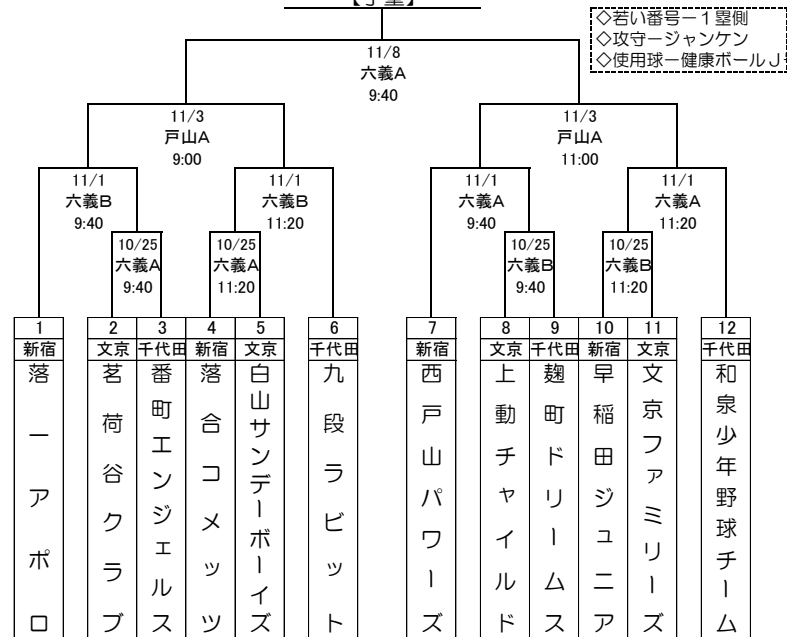 【学童】
◇若い番号－１塁側
◇攻守－ジャンケン
◇使用球－健康ボールＪ号
11/8
六義A
9:40
11/3
戸山A
9:00
11/3
戸山A
11:00
11/1
六義B
9:40
11/1
六義B
11:20
11/1
六義A
9:40
11/1
六義A
11:20
10/25
六義A
9:40
10/25
六義A
11:20
10/25
六義B
9:40
10/25
六義B
11:20
1 2 3 4 5 6 7 8 9 10 11 12
新宿 文京 千代田 新宿 文京 千代田 新宿 文京 千代田 新宿 文京 千代田
落一アポロ
茗荷谷クラブ
番町エンジェルス
落合コメッツ
白山サンデーボーイズ
九段ラビット
西戸山パワーズ
上動チャイルド
麹町ドリームス
早稲田ジュニア
文京ファミリーズ
和泉少年野球チーム